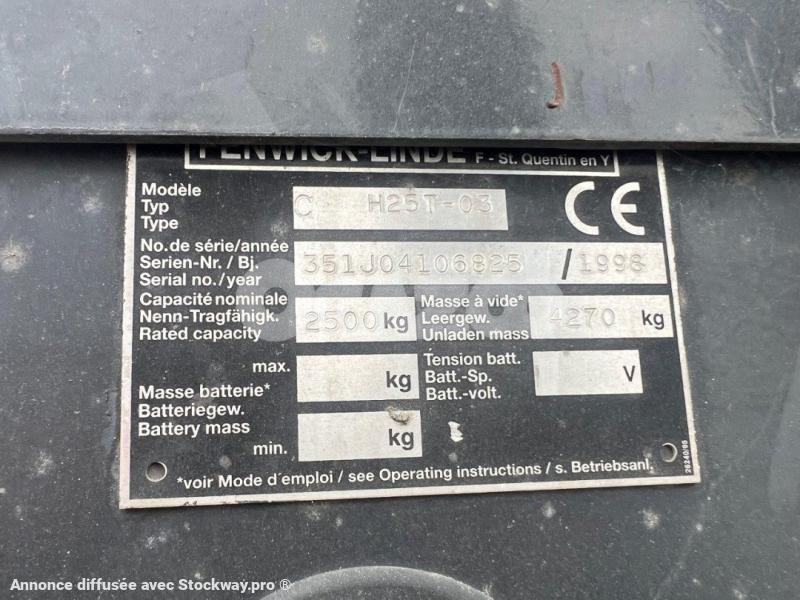 FENWICK-LINDE F - St. Quentin en Y
Modèle
Typ
Type
C H25T-03
CE
No. de série/année
Serien-Nr. / Bj.
Serial no./year
351J04106825 / 1998
Capacité nominale
Nenn-Tragfähigk.
Rated capacity
2500 kg
Masse à vide*
Leergew.
Unladen mass
4270 kg
max.
kg
Tension batt.
Batt.-Sp.
Batt.-volt.
V
Masse batterie*
Batteriegew.
Battery mass
min.
kg
*voir Mode d'emploi / see Operating instructions / s. Betriebsanl.
26240/95
Annonce diffusée avec Stockway.pro ®